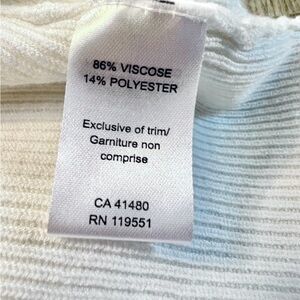 86% VISCOSE
14% POLYESTER
Exclusive of trim/
Garniture non
comprise
CA 41480
RN 119551